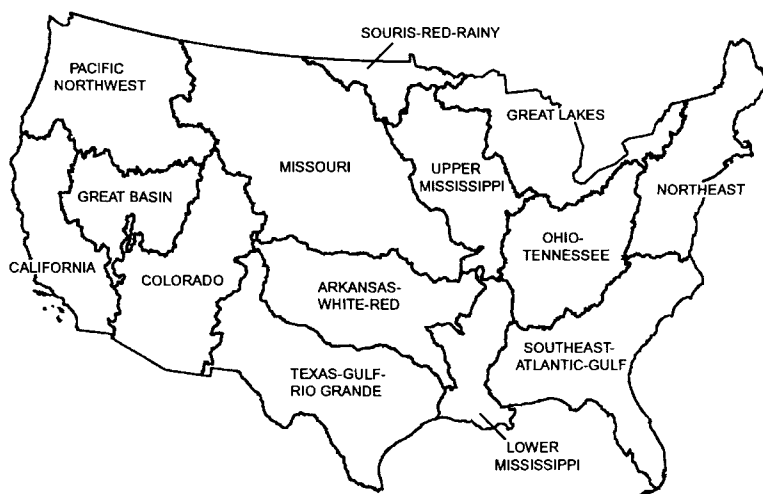 SOURIS-RED-RAINY
PACIFIC
NORTHWEST
GREAT LAKES
MISSOURI
UPPER
MISSISSIPPI
NORTHEAST
GREAT BASIN
OHIO-
TENNESSEE
CALIFORNIA
COLORADO
ARKANSAS-
WHITE-RED
SOUTHEAST-
ATLANTIC-GULF
TEXAS-GULF-
RIO GRANDE
LOWER
MISSISSIPPI